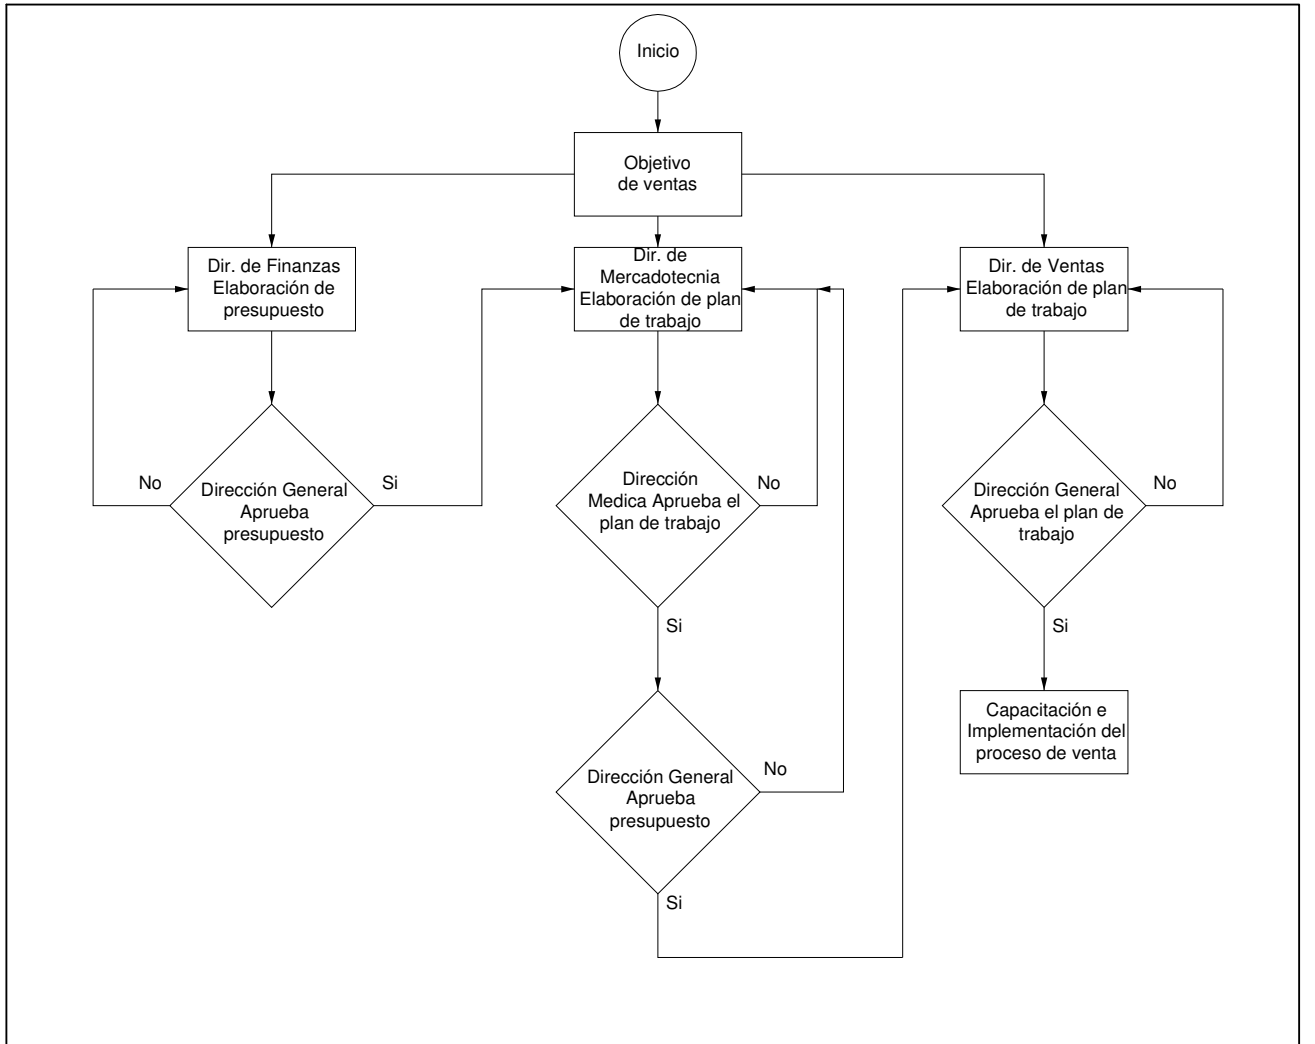 Inicio
Objetivo
de ventas
Dir. de Finanzas
Elaboración de
presupuesto
Dir. de
Mercadotecnia
Elaboración de plan
de trabajo
Dir. de Ventas
Elaboración de plan
de trabajo
No
Dirección General
Aprueba
presupuesto
Si
Dirección
Medica Aprueba el
plan de trabajo
No
Dirección General
Aprueba el plan de
trabajo
No
Si
Si
Capacitación e
Implementación del
proceso de venta
Dirección General
Aprueba
presupuesto
No
Si